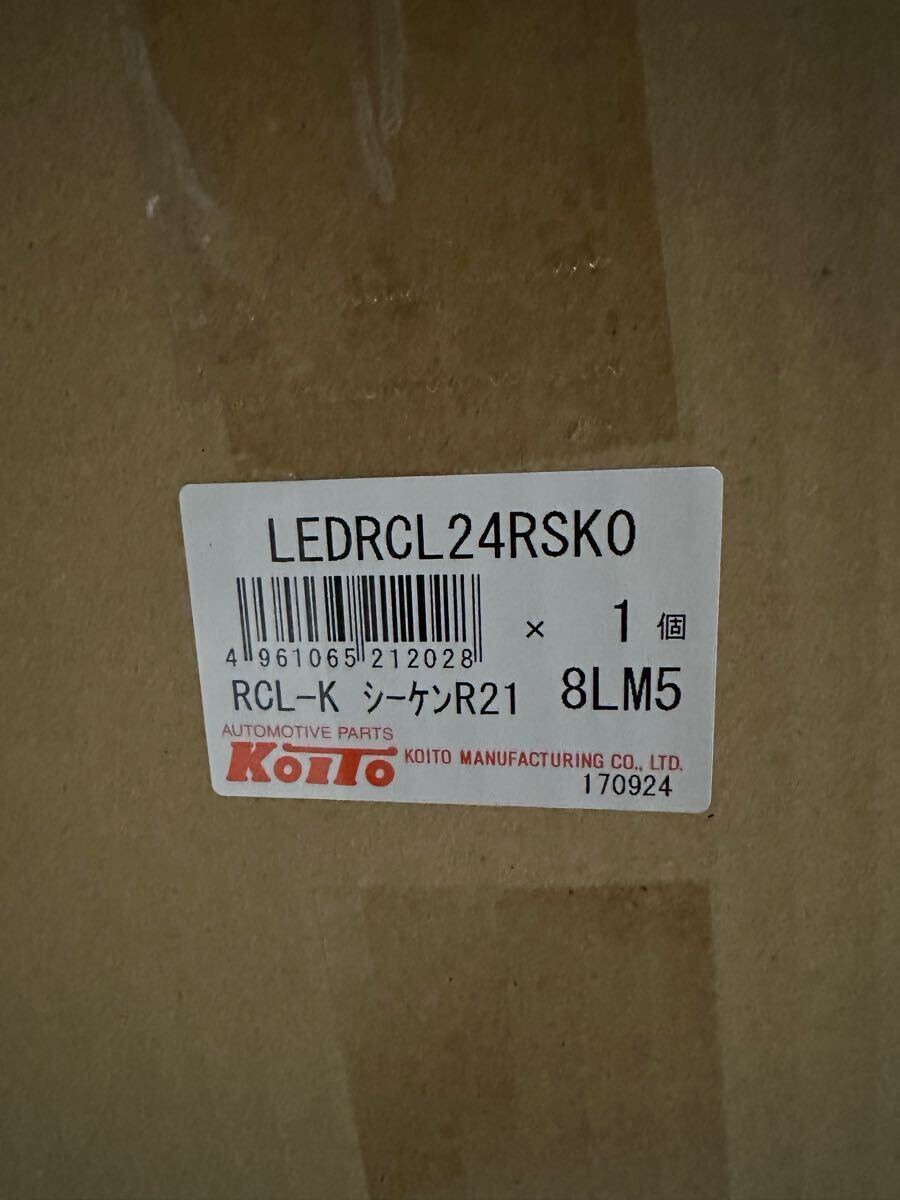 LEDRCL24RSK0
4 961065 212028
× 1 個
RCL-K シーケンR21 8LM5
AUTOMOTIVE PARTS
KOITO KOITO MANUFACTURING CO., LTD.
170924